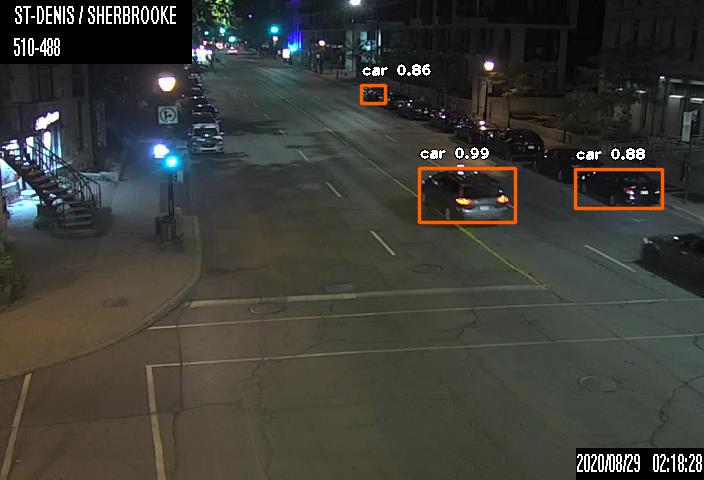 ST-DENIS / SHERBROOKE
510-488
car 0.86
car 0.99
car 0.88
2020/08/29 02:18:28